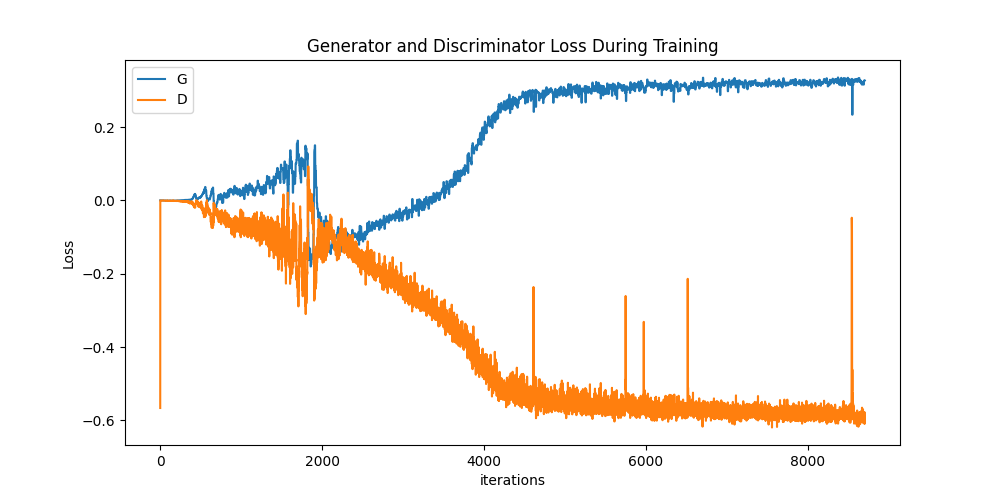 Generator and Discriminator Loss During Training
G
D
0.2
0.0
−0.2
−0.4
−0.6
Loss
0 2000 4000 6000 8000
iterations